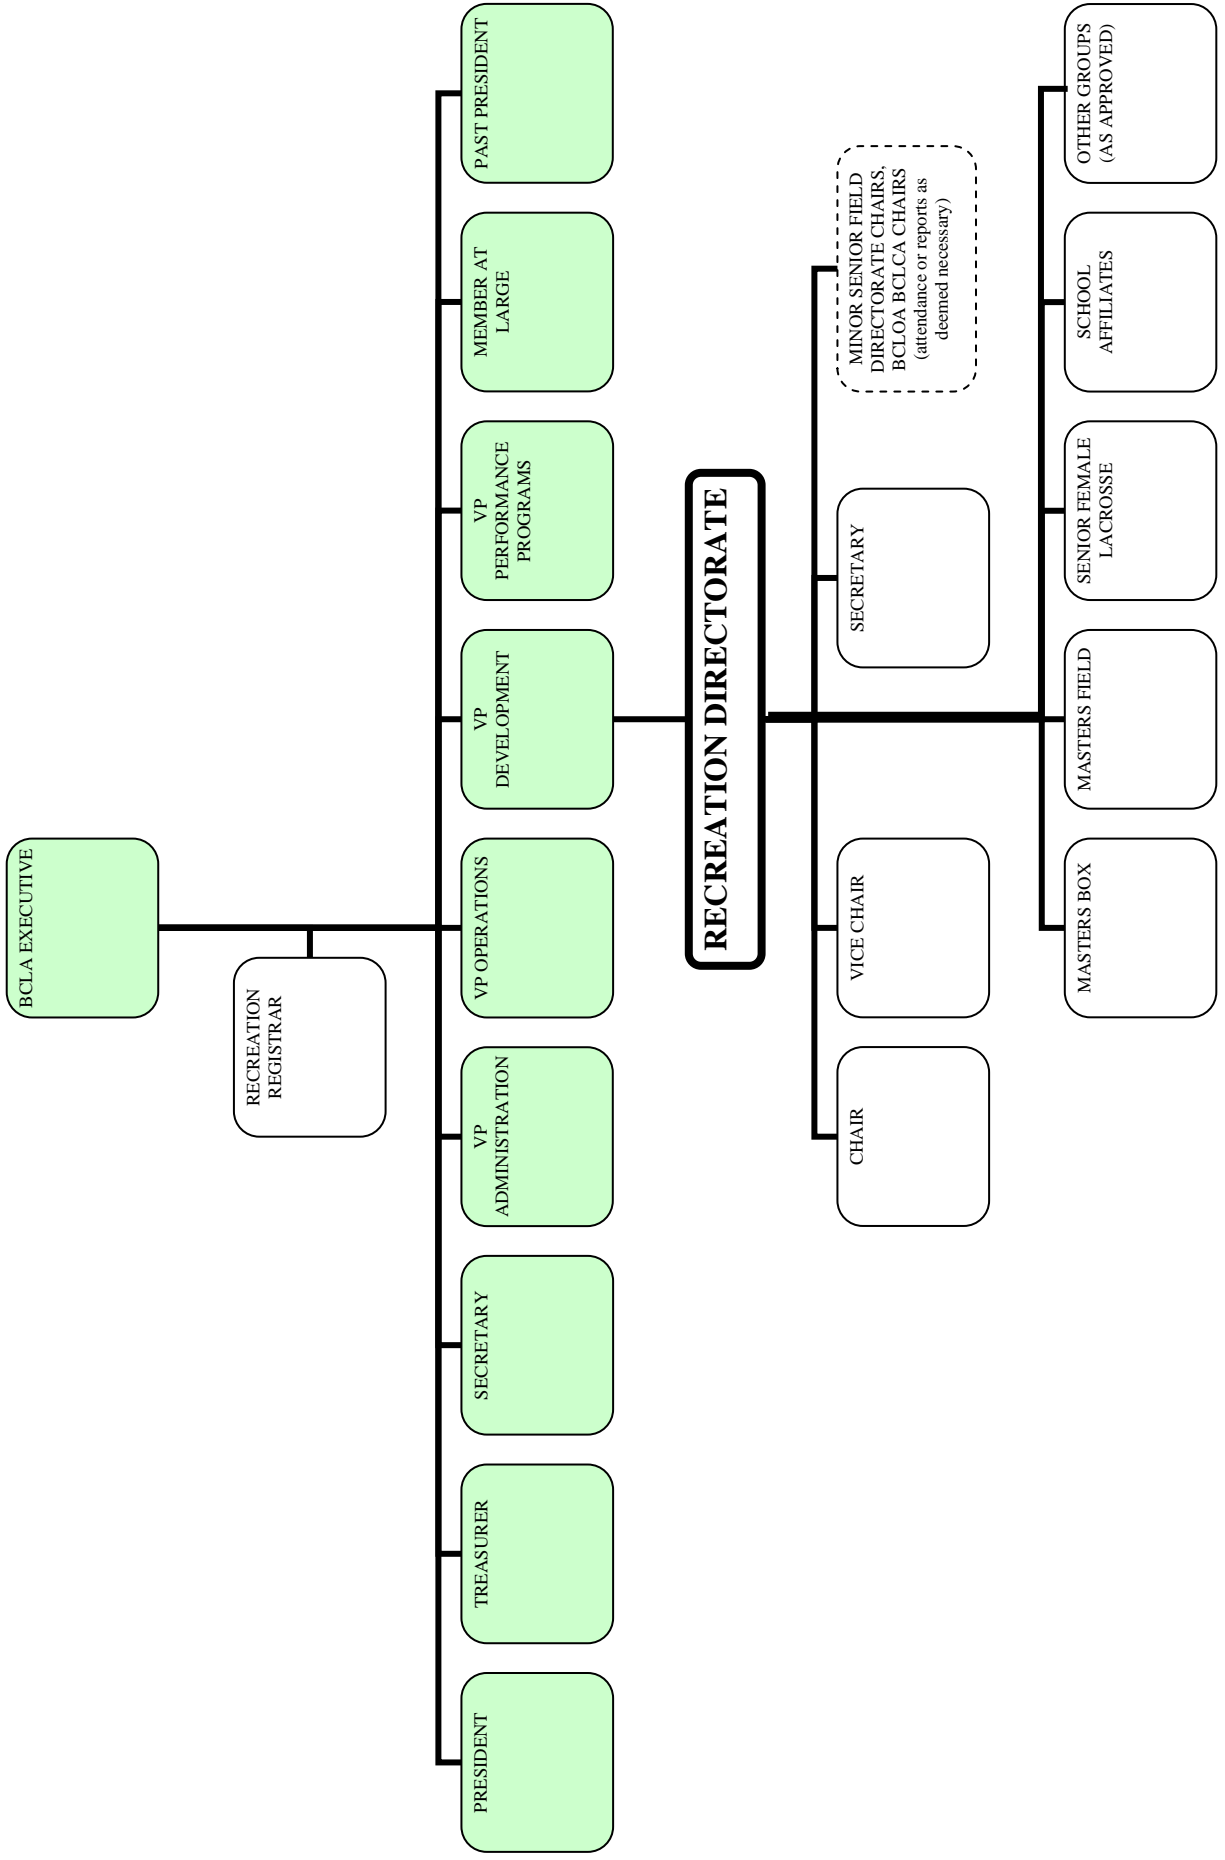 BCLA EXECUTIVE
RECREATION
REGISTRAR
PRESIDENT
TREASURER
SECRETARY
VP
ADMINISTRATION
VP OPERATIONS
VP
DEVELOPMENT
VP
PERFORMANCE
PROGRAMS
MEMBER AT
LARGE
PAST PRESIDENT
RECREATION DIRECTORATE
CHAIR
VICE CHAIR
SECRETARY
MINOR SENIOR FIELD
DIRECTORATE CHAIRS,
BCLOA BCLCA CHAIRS
(attendance or reports as
deemed necessary)
MASTERS BOX
MASTERS FIELD
SENIOR FEMALE
LACROSSE
SCHOOL
AFFILIATES
OTHER GROUPS
(AS APPROVED)